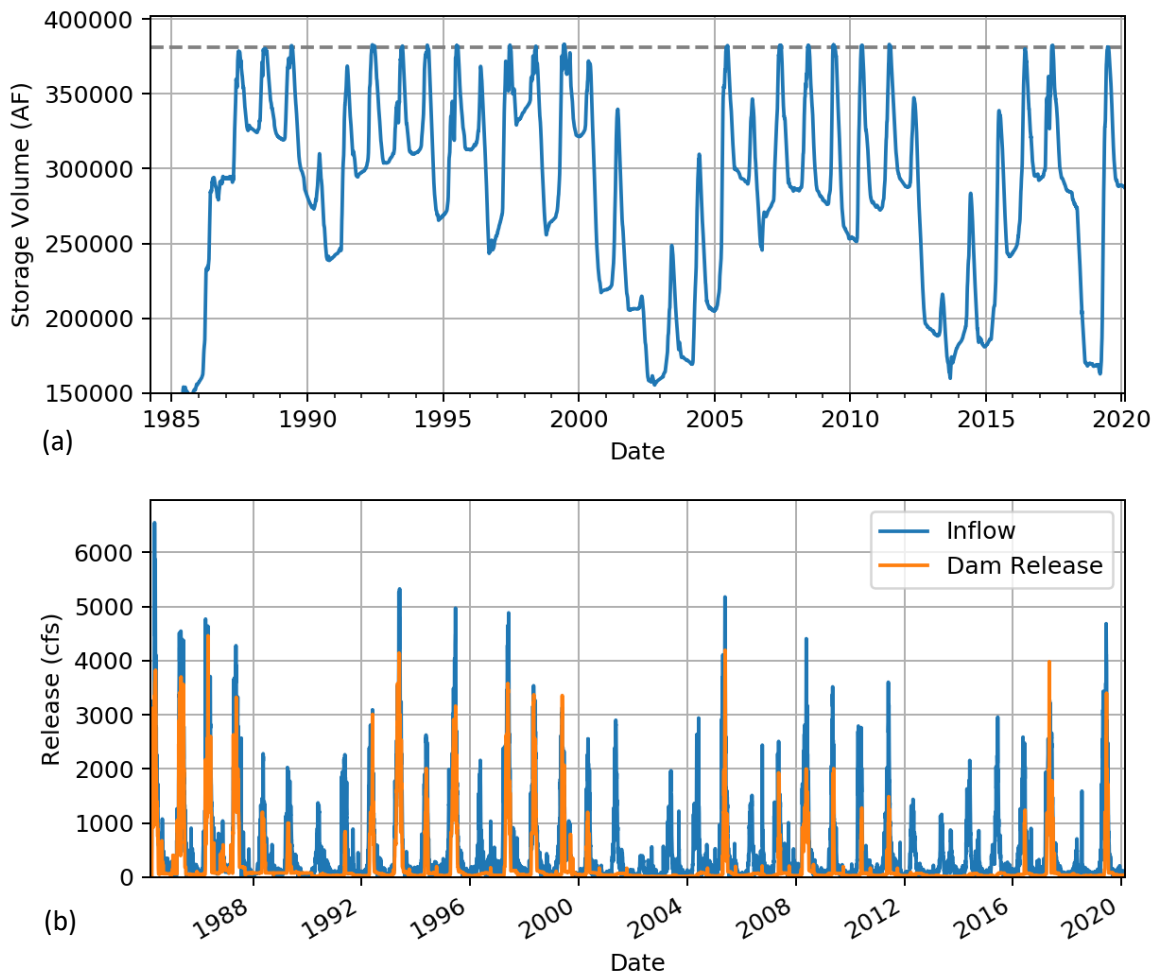 400000
350000
300000
250000
200000
150000
Storage Volume (AF)
1985 1990 1995 2000 2005 2010 2015 2020
Date
(a)
6000
5000
4000
3000
2000
1000
0
Release (cfs)
Inflow
Dam Release
1988 1992 1996 2000 2004 2008 2012 2016 2020
Date
(b)